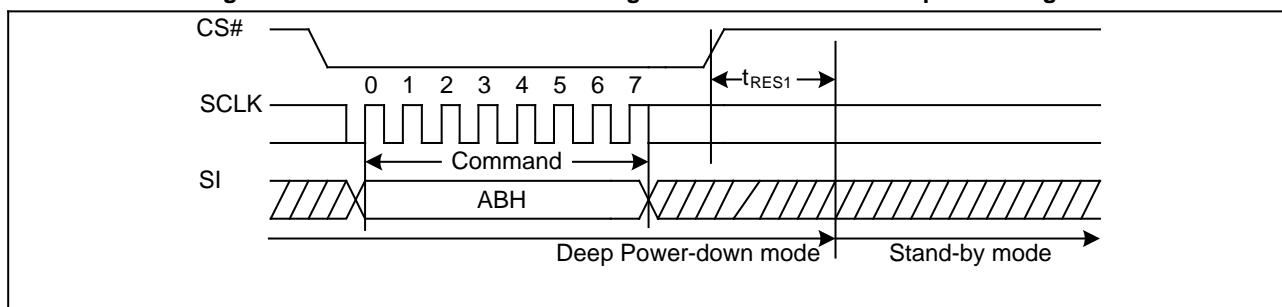 CS#
tRES1
0 1 2 3 4 5 6 7
SCLK
Command
SI
ABH
Deep Power-down mode Stand-by mode